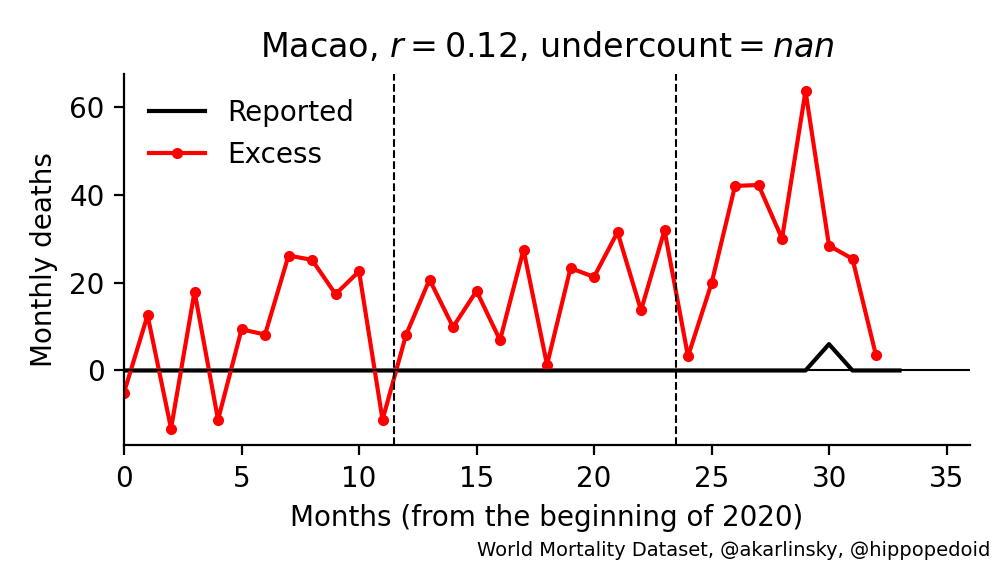 Macao, r = 0.12, undercount = nan
Reported
Excess
Monthly deaths
60
40
20
0
0 5 10 15 20 25 30 35
Months (from the beginning of 2020)
World Mortality Dataset, @akarlinsky, @hippopedoid